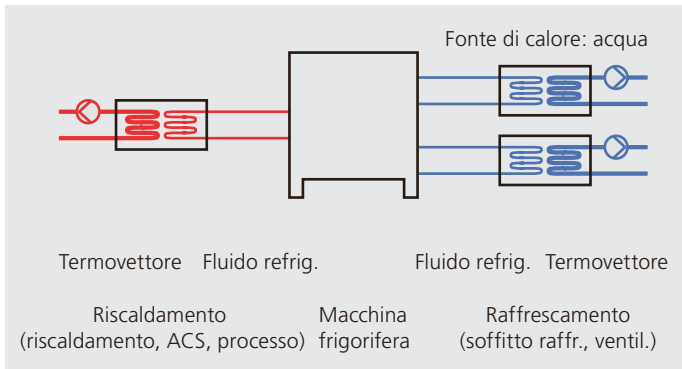 Fonte di calore: acqua
Termovettore Fluido refrig. Fluido refrig. Termovettore
Riscaldamento Macchina Raffrescamento
(riscaldamento, ACS, processo) frigorifera (soffitto raffr., ventil.)